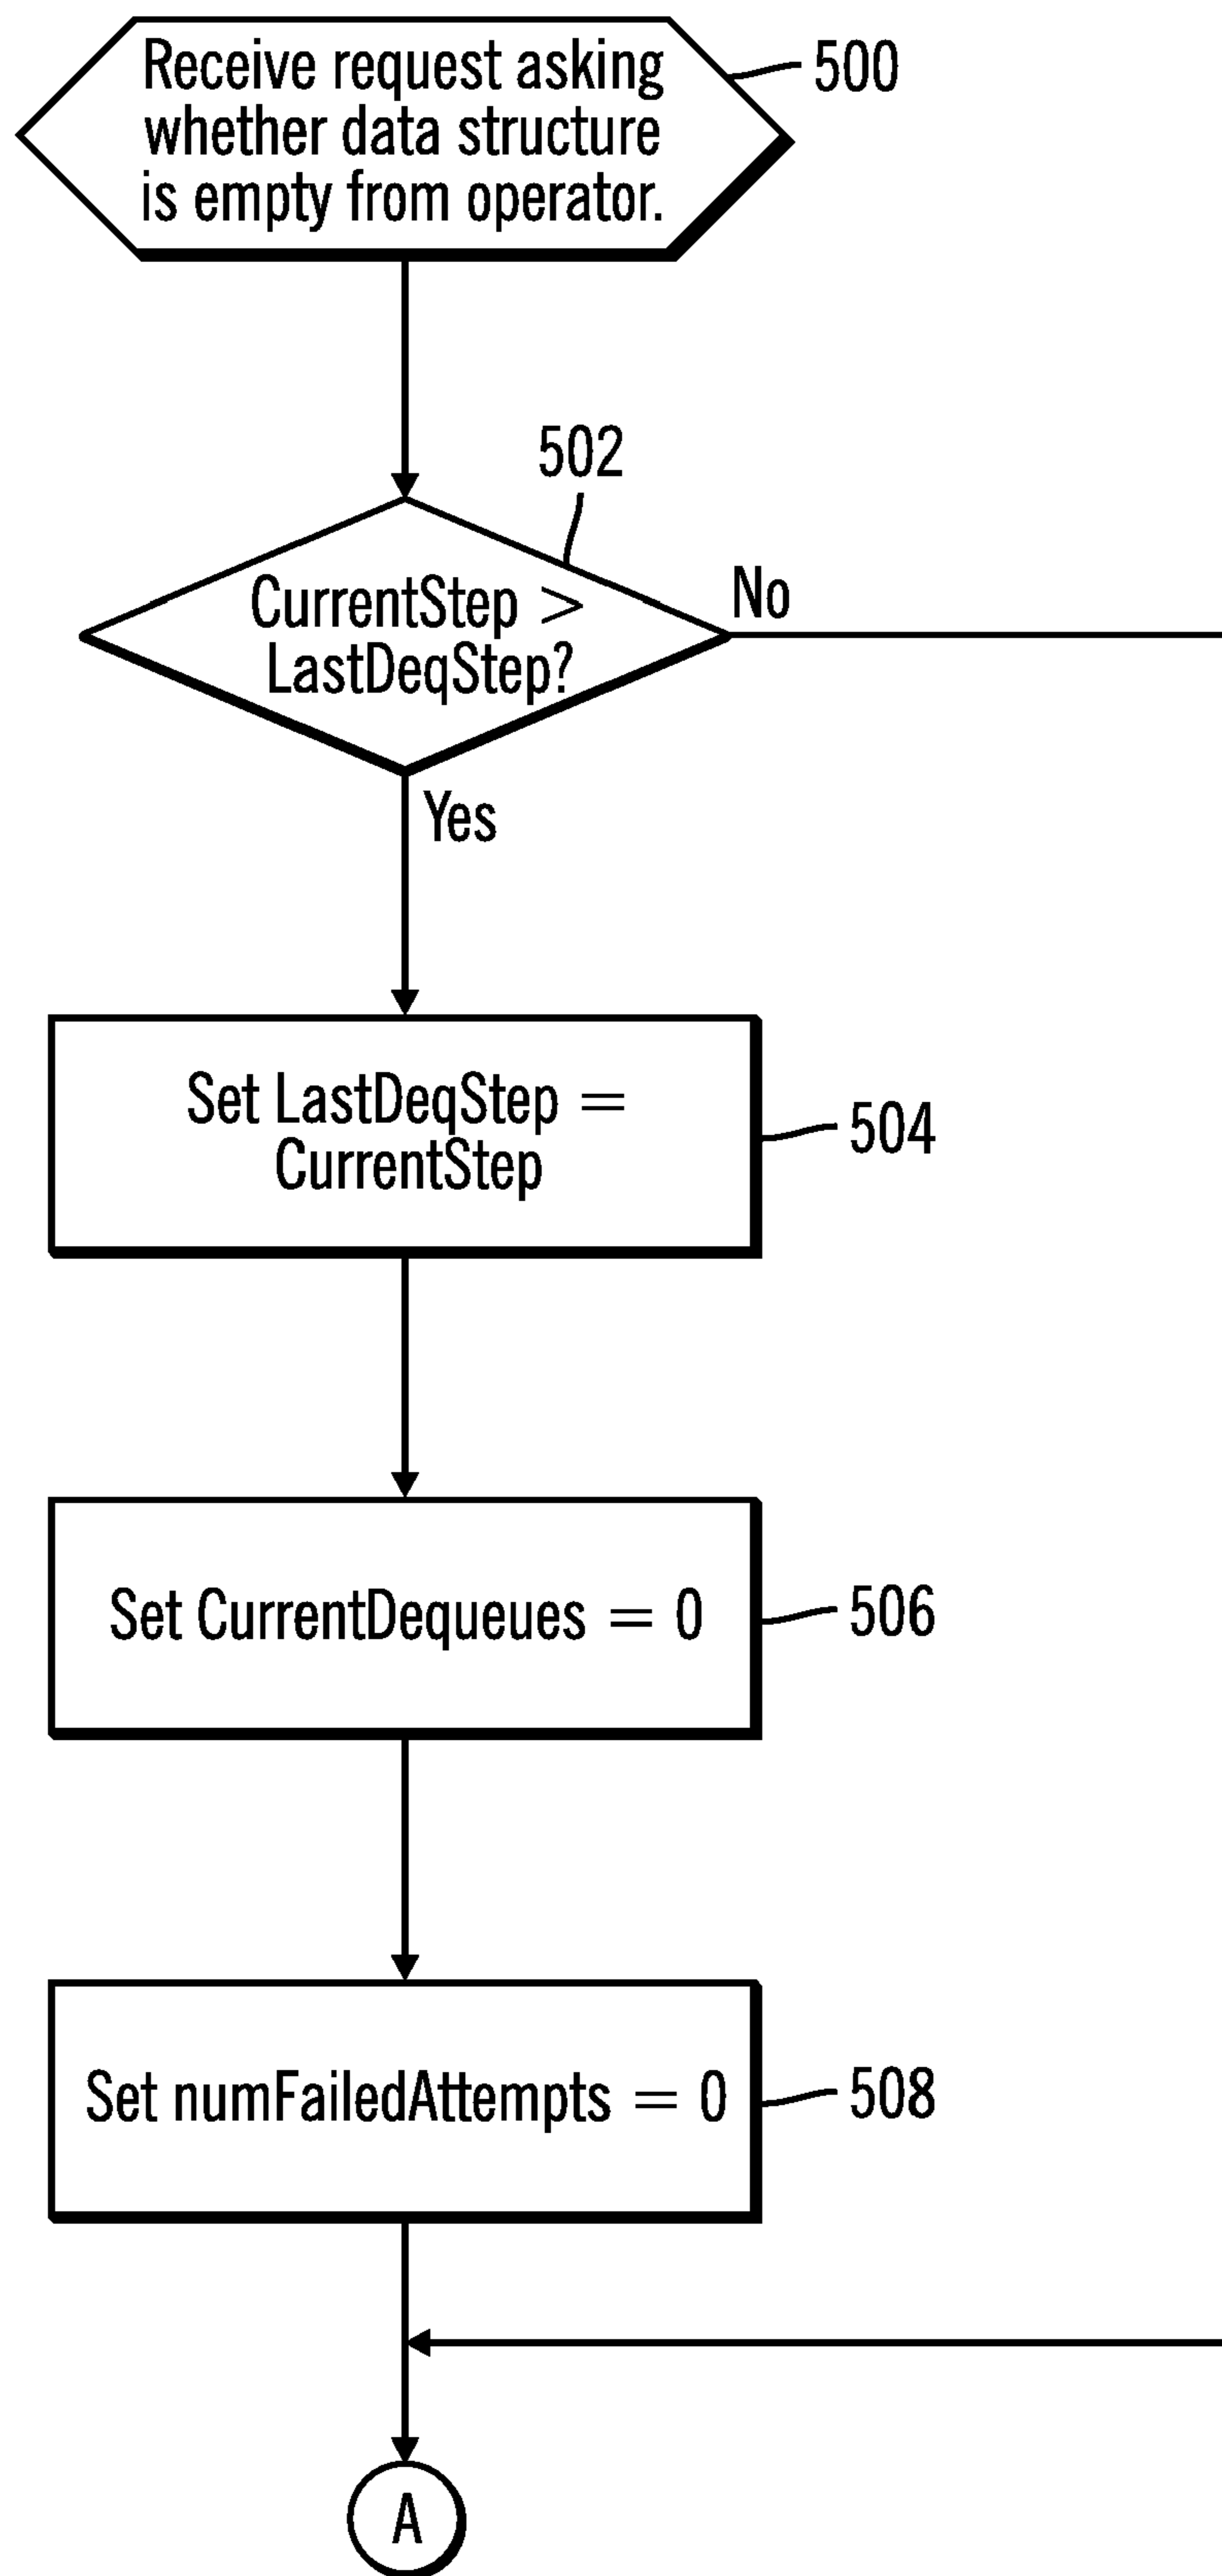 Receive request asking
whether data structure
is empty from operator.
500
502
CurrentStep >
LastDeqStep?
No
Yes
Set LastDeqStep =
CurrentStep
504
Set CurrentDequeues = 0
506
Set numFailedAttempts = 0
508
A